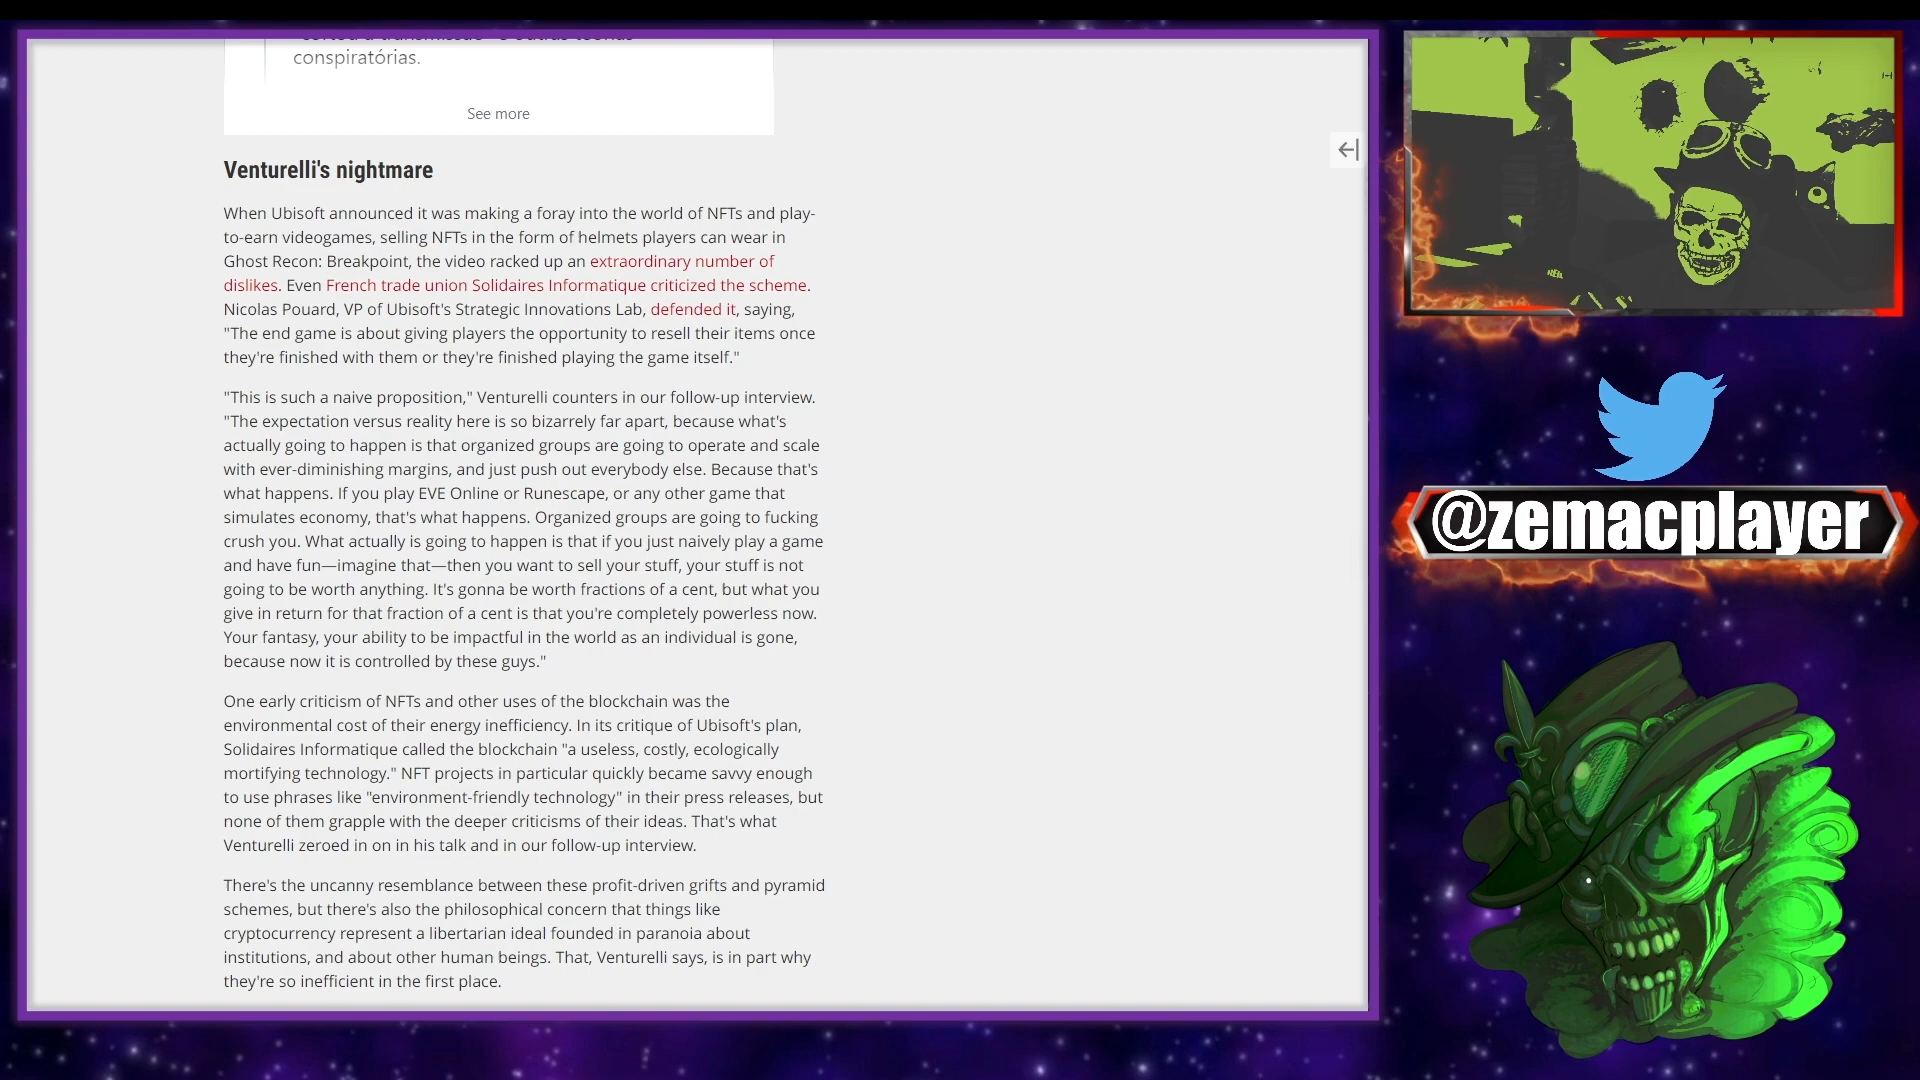 conspiratórias.
See more
Venturelli's nightmare
When Ubisoft announced it was making a foray into the world of NFTs and play-
to-earn videogames, selling NFTs in the form of helmets players can wear in
Ghost Recon: Breakpoint, the video racked up an extraordinary number of
dislikes. Even French trade union Solidaires Informatique criticized the scheme.
Nicolas Pouard, VP of Ubisoft's Strategic Innovations Lab, defended it, saying,
"The end game is about giving players the opportunity to resell their items once
they're finished with them or they're finished playing the game itself."
"This is such a naive proposition," Venturelli counters in our follow-up interview.
"The expectation versus reality here is so bizarrely far apart, because what's
actually going to happen is that organized groups are going to operate and scale
with ever-diminishing margins, and just push out everybody else. Because that's
what happens. If you play EVE Online or Runescape, or any other game that
simulates economy, that's what happens. Organized groups are going to fucking
crush you. What actually is going to happen is that if you just naively play a game
and have fun—imagine that—then you want to sell your stuff, your stuff is not
going to be worth anything. It's gonna be worth fractions of a cent, but what you
give in return for that fraction of a cent is that you're completely powerless now.
Your fantasy, your ability to be impactful in the world as an individual is gone,
because now it is controlled by these guys."
One early criticism of NFTs and other uses of the blockchain was the
environmental cost of their energy inefficiency. In its critique of Ubisoft's plan,
Solidaires Informatique called the blockchain "a useless, costly, ecologically
mortifying technology." NFT projects in particular quickly became savvy enough
to use phrases like "environment-friendly technology" in their press releases, but
none of them grapple with the deeper criticisms of their ideas. That's what
Venturelli zeroed in on in his talk and in our follow-up interview.
There's the uncanny resemblance between these profit-driven grifts and pyramid
schemes, but there's also the philosophical concern that things like
cryptocurrency represent a libertarian ideal founded in paranoia about
institutions, and about other human beings. That, Venturelli says, is in part why
they're so inefficient in the first place.
@zemacplayer